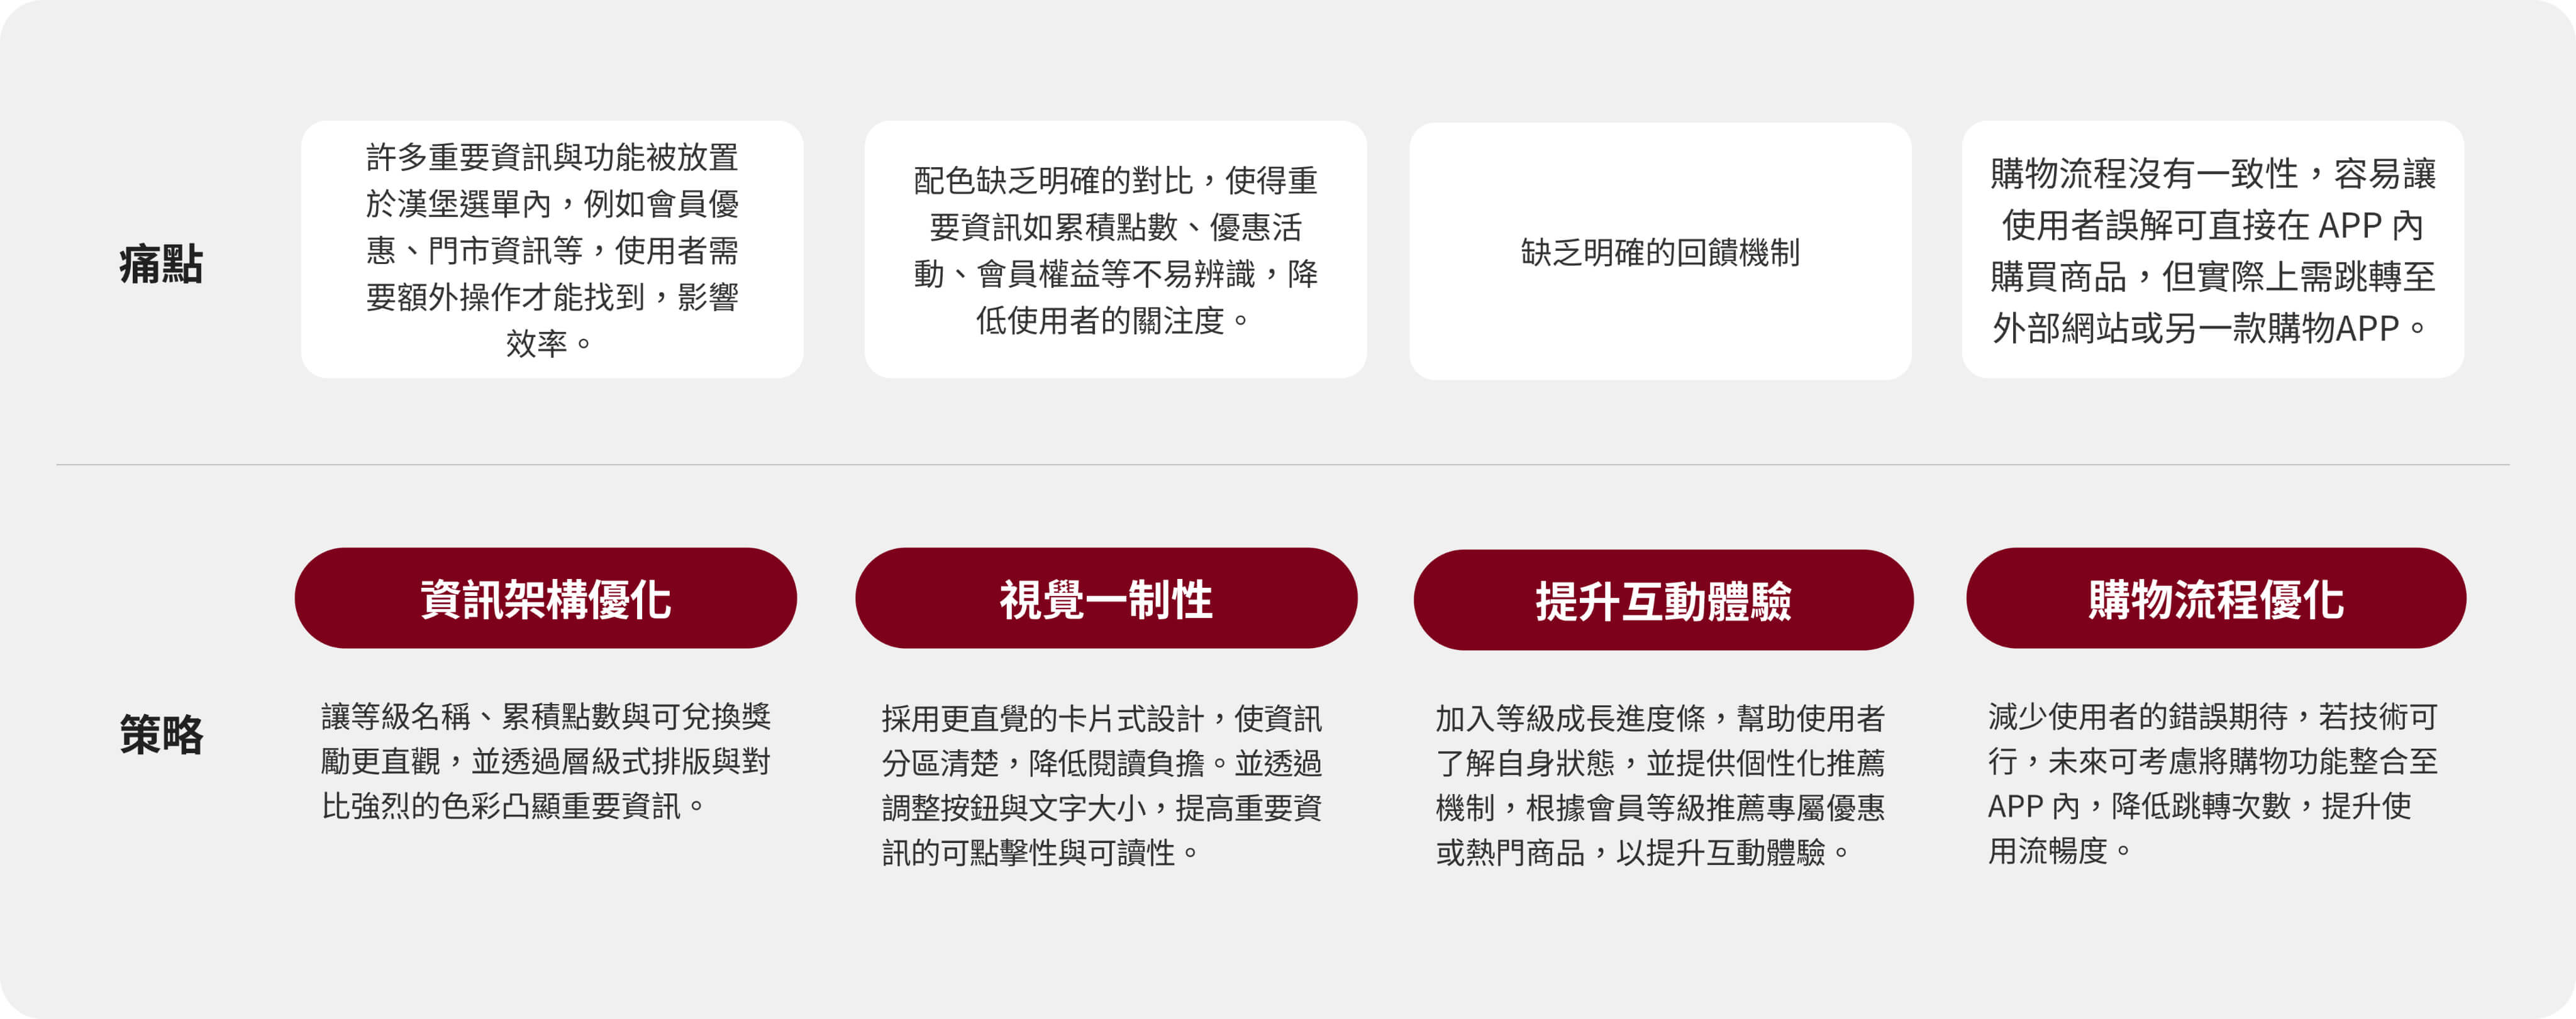 痛點
許多重要資訊與功能被放置
於漢堡選單內，例如會員優
惠、門市資訊等，使用者需
要額外操作才能找到，影響
效率。
配色缺乏明確的對比，使得重
要資訊如累積點數、優惠活
動、會員權益等不易辨識，降
低使用者的關注度。
缺乏明確的回饋機制
購物流程沒有一致性，容易讓
使用者誤解可直接在 APP 內
購買商品，但實際上需跳轉至
外部網站或另一款購物APP。
策略
資訊架構優化
讓等級名稱、累積點數與可兌換獎
勵更直觀，並透過層級式排版與對
比強烈的色彩凸顯重要資訊。
視覺一制性
採用更直覺的卡片式設計，使資訊
分區清楚，降低閱讀負擔。並透過
調整按鈕與文字大小，提高重要資
訊的可點擊性與可讀性。
提升互動體驗
加入等級成長進度條，幫助使用者
了解自身狀態，並提供個性化推薦
機制，根據會員等級推薦專屬優惠
或熱門商品，以提升互動體驗。
購物流程優化
減少使用者的錯誤期待，若技術可
行，未來可考慮將購物功能整合至
APP 內，降低跳轉次數，提升使
用流暢度。